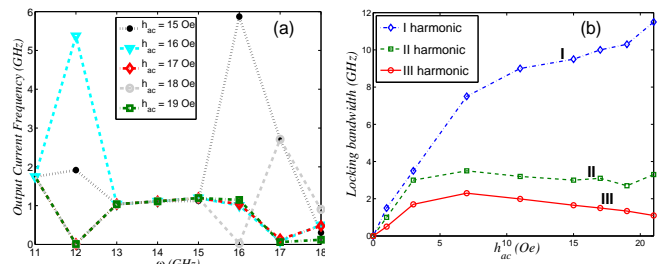 (a)
h_ac = 15 Oe
h_ac = 16 Oe
h_ac = 17 Oe
h_ac = 18 Oe
h_ac = 19 Oe
Output Current Frequency (GHz)
6
5
4
3
2
1
0
11 12 13 14 15 16 17 18
(GHz)
(b)
I harmonic
II harmonic
III harmonic
I
II
III
Locking bandwidth (GHz)
12
10
8
6
4
2
0
0 5 10 15 20
h_ac (Oe)